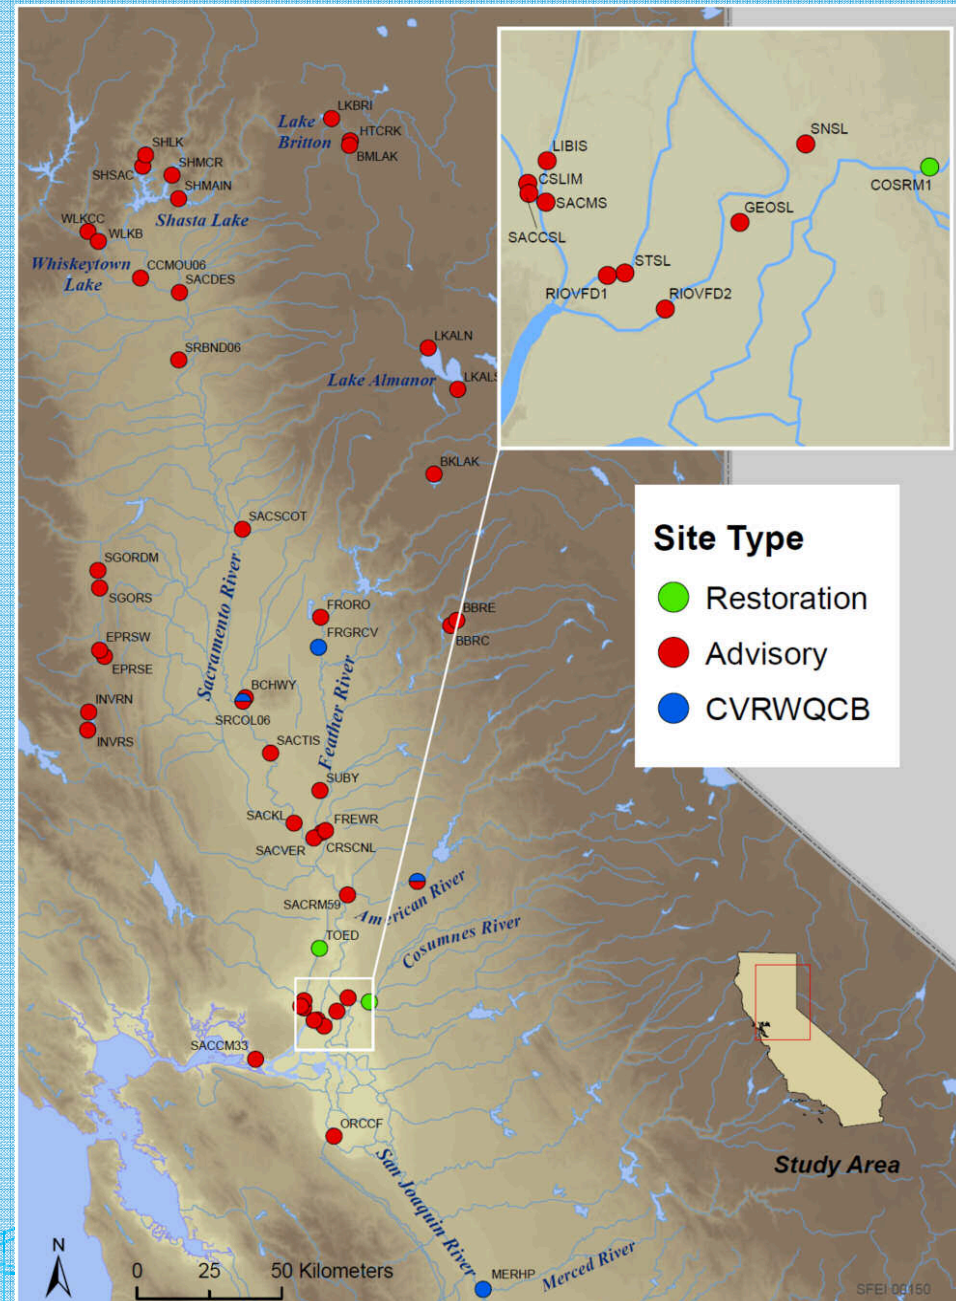 LKBRI
Lake
Britton
HTCRK
BMLAK
SHLK
SHSAC
SHMCR
SHMAIN
Shasta Lake
WLKCC
WLKB
Whiskeytown
Lake
CCMOU06
SACDES
SRBND06
LKALN
Lake Almanor
LKALS
BKLAK
LIBIS
CSLIM
SACMS
SACCSL
SNSL
COSRM1
GEOSL
STSL
RIOVFD1
RIOVFD2
Site Type
Restoration
Advisory
CVRWQCB
SACSCOT
SGORDM
SGORS
Sacramento River
FRORO
FRGRCV
BBRE
BBRC
EPRSW
EPRSE
Feather River
BCHWY
SRCOL06
INVRN
INVRS
SACTIS
SUBY
SACKL
FREWR
SACVER
CRSCNL
SACRM59
American River
TOED
Cosumnes River
SACCM33
ORCCF
San Joaquin River
Study Area
MERHP
Merced River
N
0 25 50 Kilometers
SFEI 09150